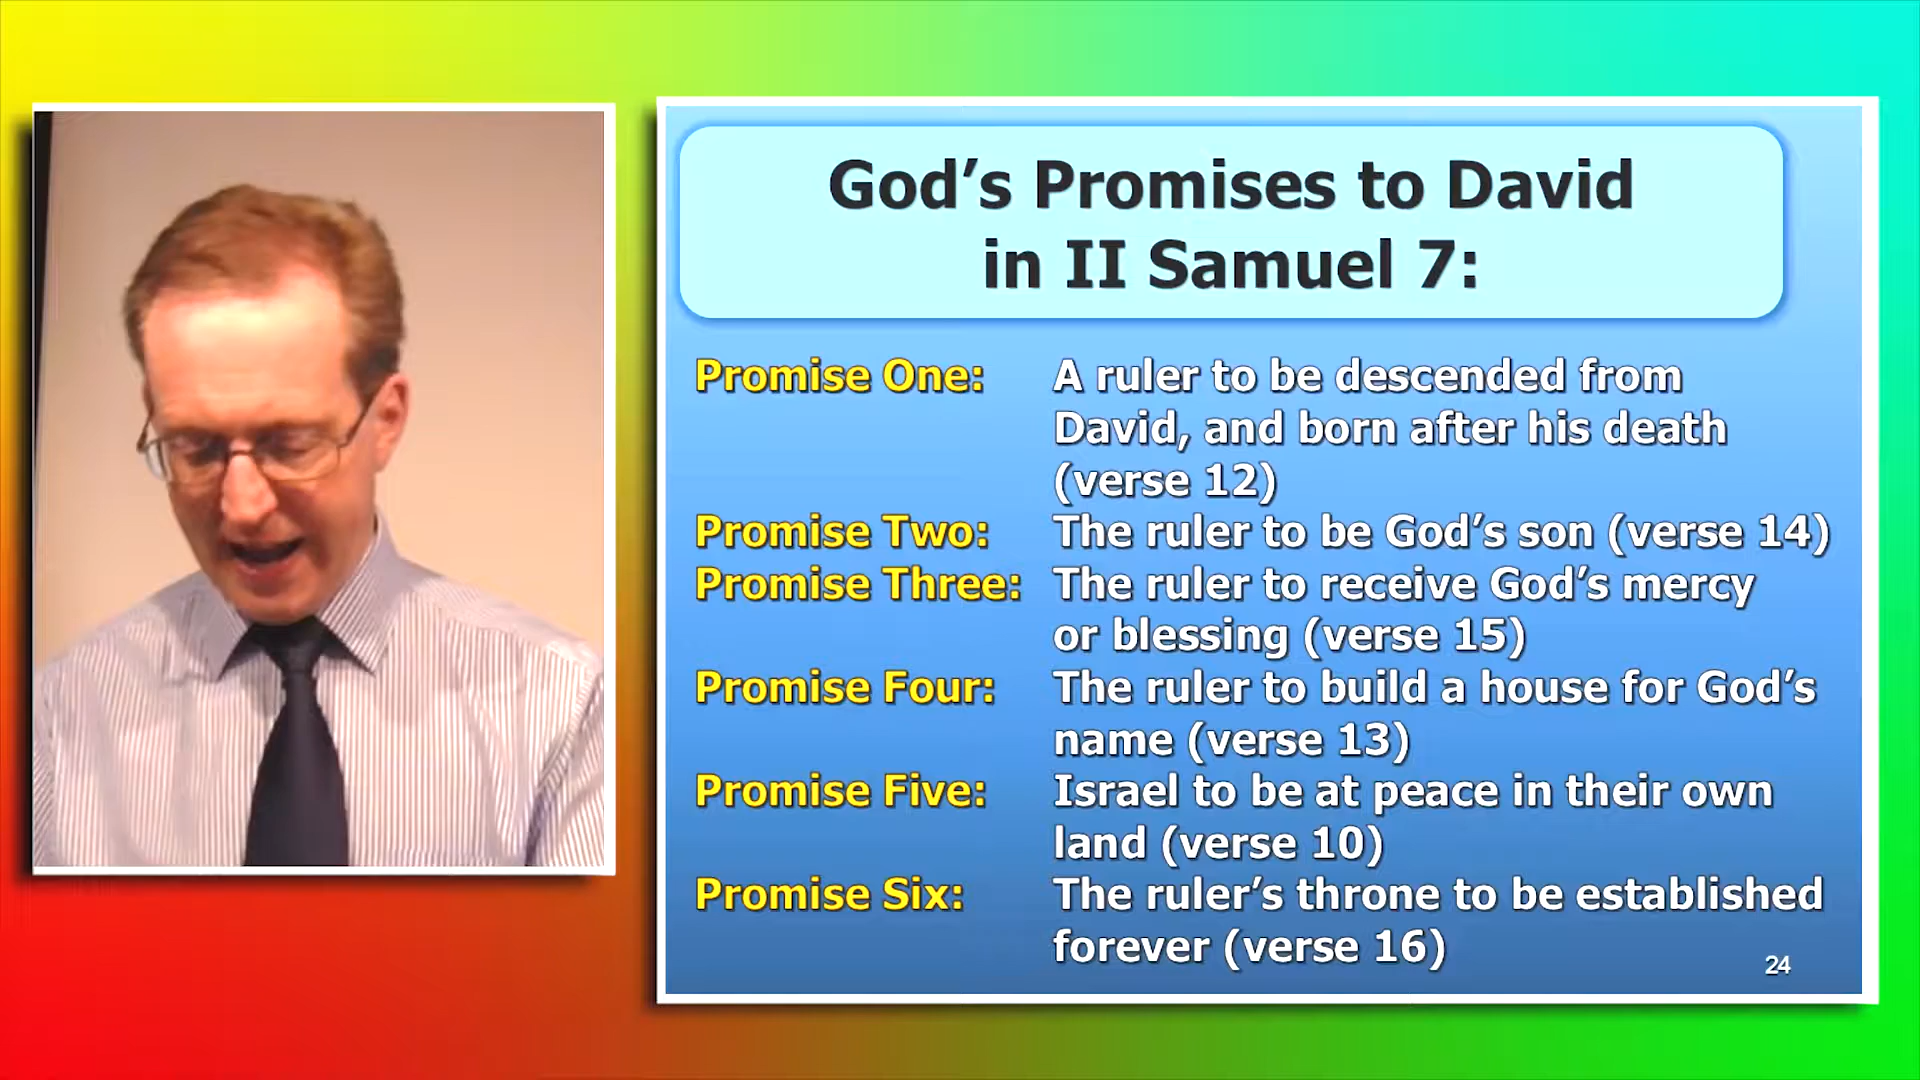 God’s Promises to David
in II Samuel 7:
Promise One: A ruler to be descended from
David, and born after his death
(verse 12)
Promise Two: The ruler to be God’s son (verse 14)
Promise Three: The ruler to receive God’s mercy
or blessing (verse 15)
Promise Four: The ruler to build a house for God’s
name (verse 13)
Promise Five: Israel to be at peace in their own
land (verse 10)
Promise Six: The ruler’s throne to be established
forever (verse 16)
24